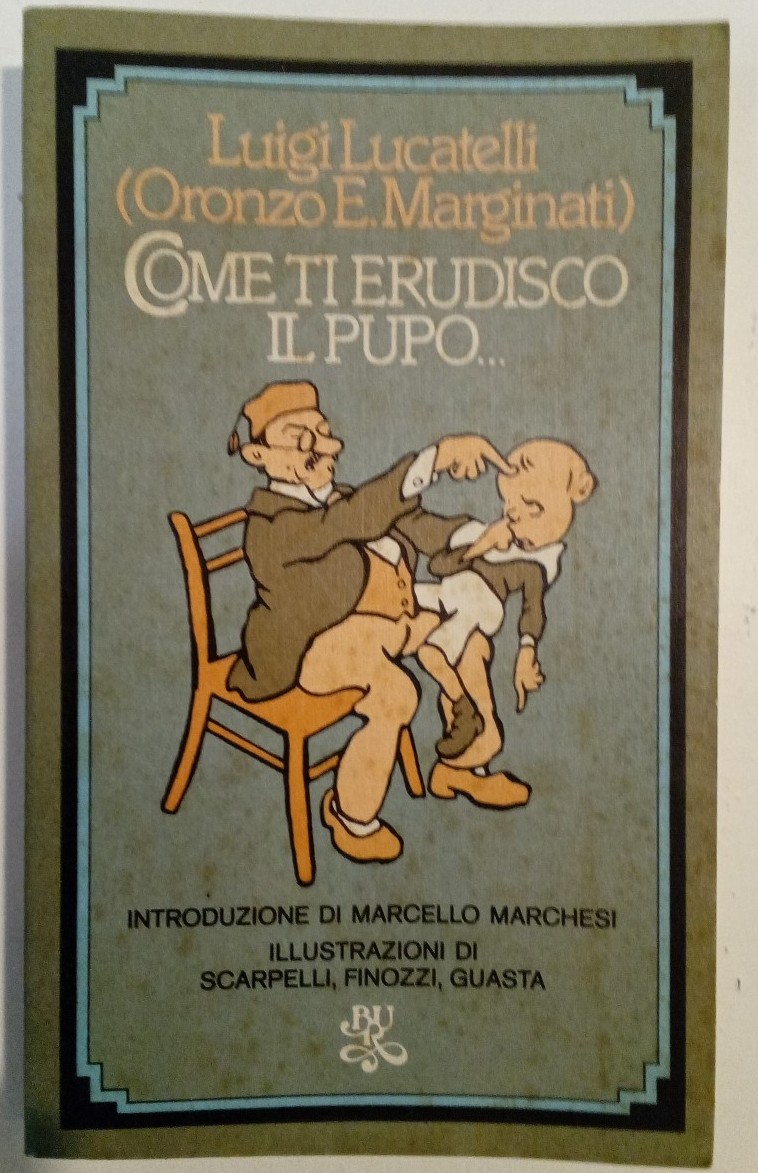 Luigi Lucatelli
(Oronzo E. Marginati)
COME TI ERUDISCO
IL PUPO...
INTRODUZIONE DI MARCELLO MARCHESI
ILLUSTRAZIONI DI
SCARPELLI, FINOZZI, GUASTA
BUR